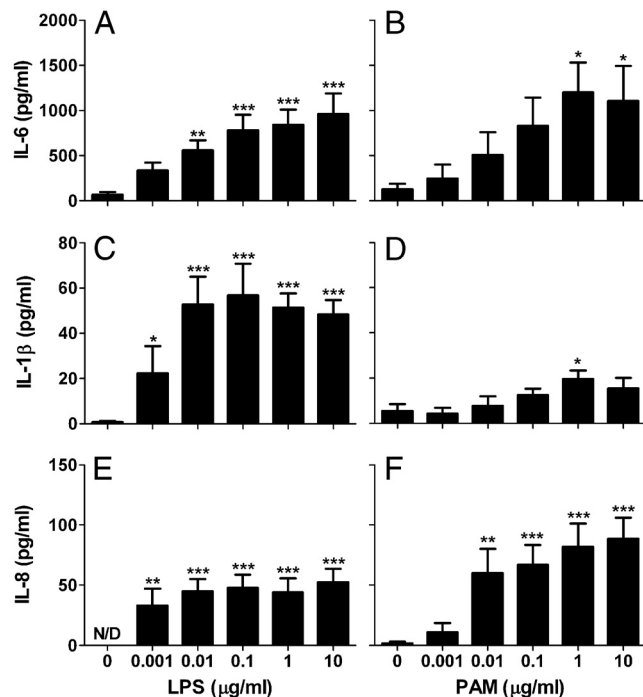 A
B
2000
1500
1000
500
0
IL-6 (pg/ml)
** *** *** ***
* *
C
D
80
60
40
20
0
IL-1β (pg/ml)
* *** *** *** ***
*
E
F
150
100
50
0
IL-8 (pg/ml)
N/D
** *** *** *** ***
** *** *** ***
0 0.001 0.01 0.1 1 10
0 0.001 0.01 0.1 1 10
LPS (μg/ml)
PAM (μg/ml)